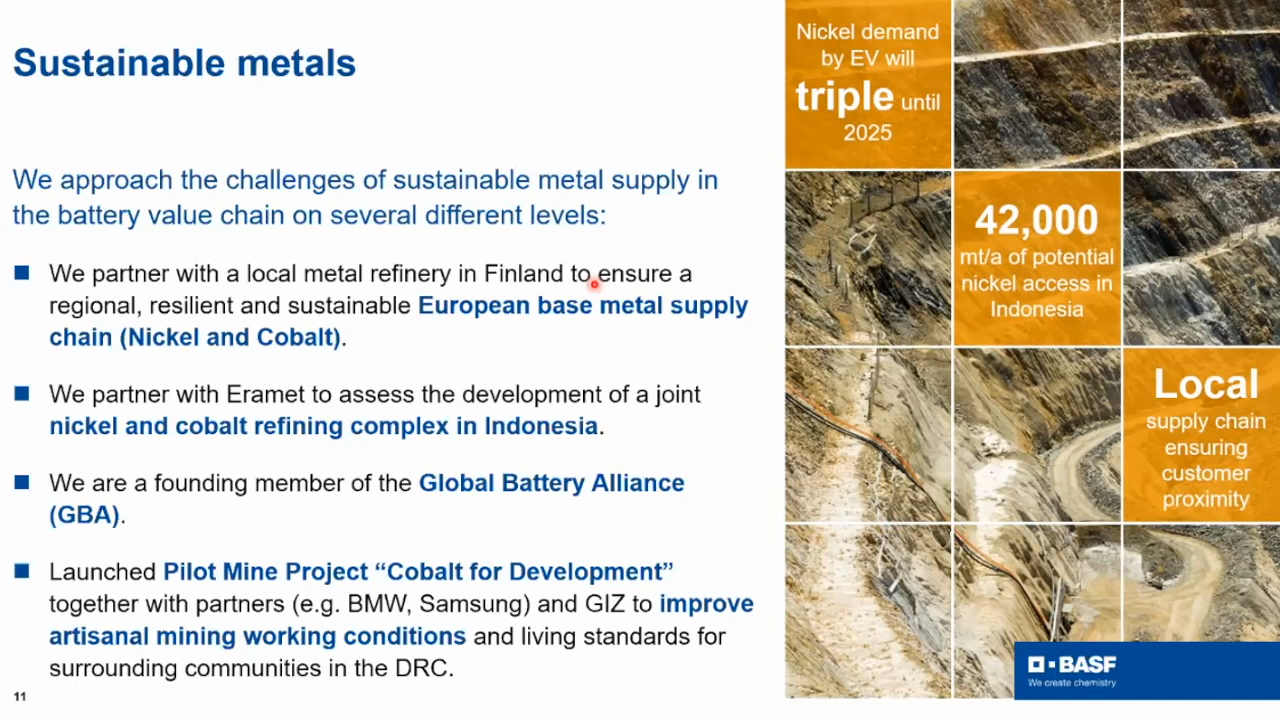 Sustainable metals
We approach the challenges of sustainable metal supply in
the battery value chain on several different levels:
We partner with a local metal refinery in Finland to ensure a
regional, resilient and sustainable European base metal supply
chain (Nickel and Cobalt).
We partner with Eramet to assess the development of a joint
nickel and cobalt refining complex in Indonesia.
We are a founding member of the Global Battery Alliance
(GBA).
Launched Pilot Mine Project “Cobalt for Development”
together with partners (e.g. BMW, Samsung) and GIZ to improve
artisanal mining working conditions and living standards for
surrounding communities in the DRC.
11
Nickel demand
by EV will
triple until
2025
42,000
mt/a of potential
nickel access in
Indonesia
Local
supply chain
ensuring
customer
proximity
BASF
We create chemistry